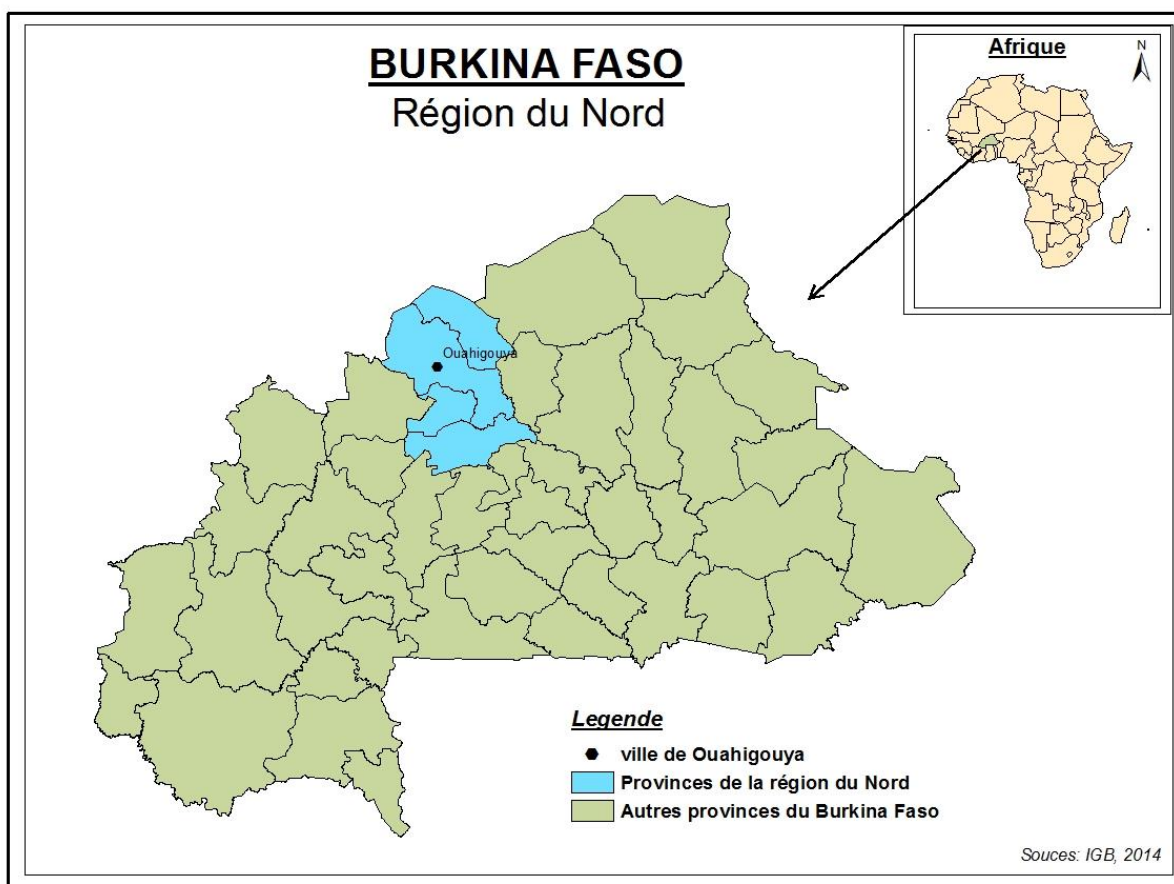 BURKINA FASO
Région du Nord
Afrique
N
Ouahigouya
Legende
ville de Ouahigouya
Provinces de la région du Nord
Autres provinces du Burkina Faso
Souces: IGB, 2014